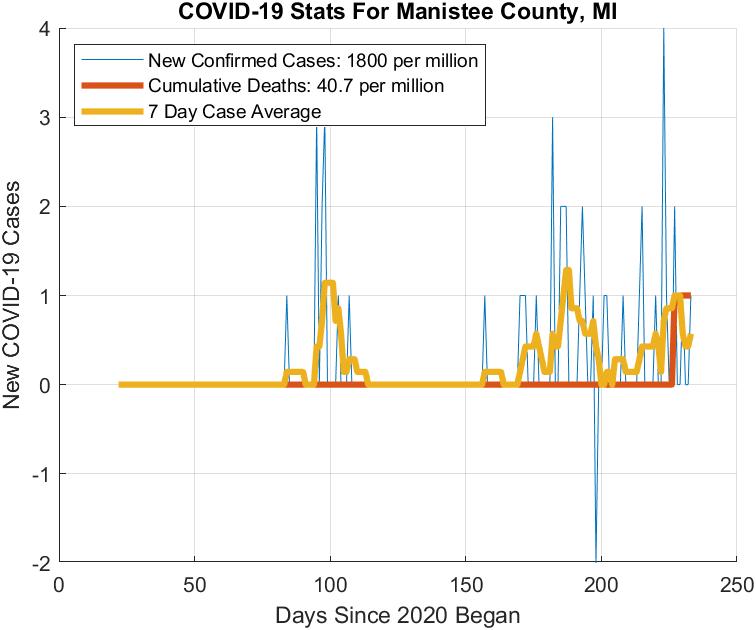 COVID-19 Stats For Manistee County, MI
New Confirmed Cases: 1800 per million
Cumulative Deaths: 40.7 per million
7 Day Case Average
New COVID-19 Cases
4
3
2
1
0
-1
-2
0 50 100 150 200 250
Days Since 2020 Began